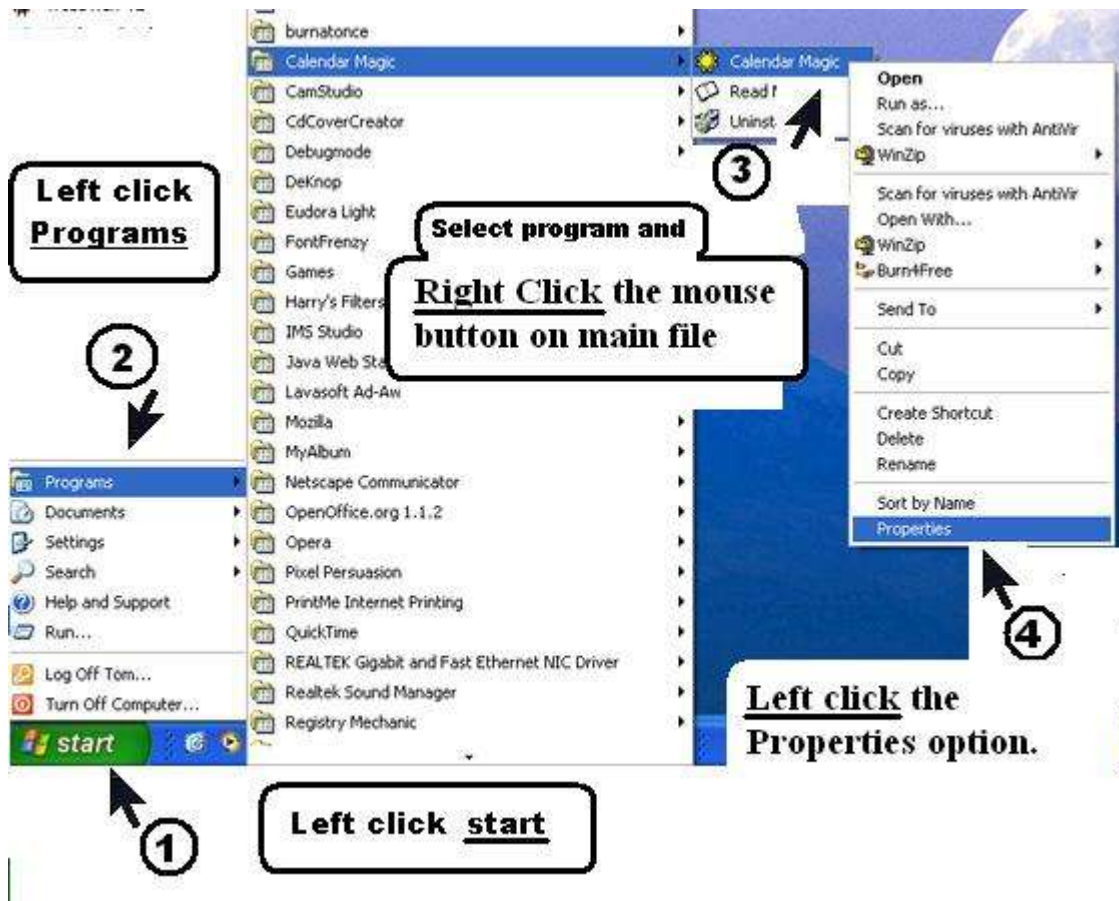 burnatonce
Calendar Magic
CamStudio
CdCoverCreator
Debugmode
DeKnop
Eudora Light
FontFrenzy
Games
Harry's Filters
IMS Studio
Java Web Sta
Lavasoft Ad-Aw
Mozilla
MyAlbum
Netscape Communicator
OpenOffice.org 1.1.2
Opera
Pixel Persuasion
PrintMe Internet Printing
QuickTime
REALTEK Gigabit and Fast Ethernet NIC Driver
Realtek Sound Manager
Registry Mechanic
Calendar Magic
Read
Uninst
3
Open
Run as...
Scan for viruses with AntiVir
WinZip
Scan for viruses with AntiVir
Open With...
WinZip
Burn4Free
Send To
Cut
Copy
Create Shortcut
Delete
Rename
Sort by Name
Properties
Left click
Programs
Select program and
Right Click the mouse
button on main file
2
Programs
Documents
Settings
Search
Help and Support
Run...
Log Off Tom...
Turn Off Computer...
start
4
Left click the
Properties option.
1
Left click start